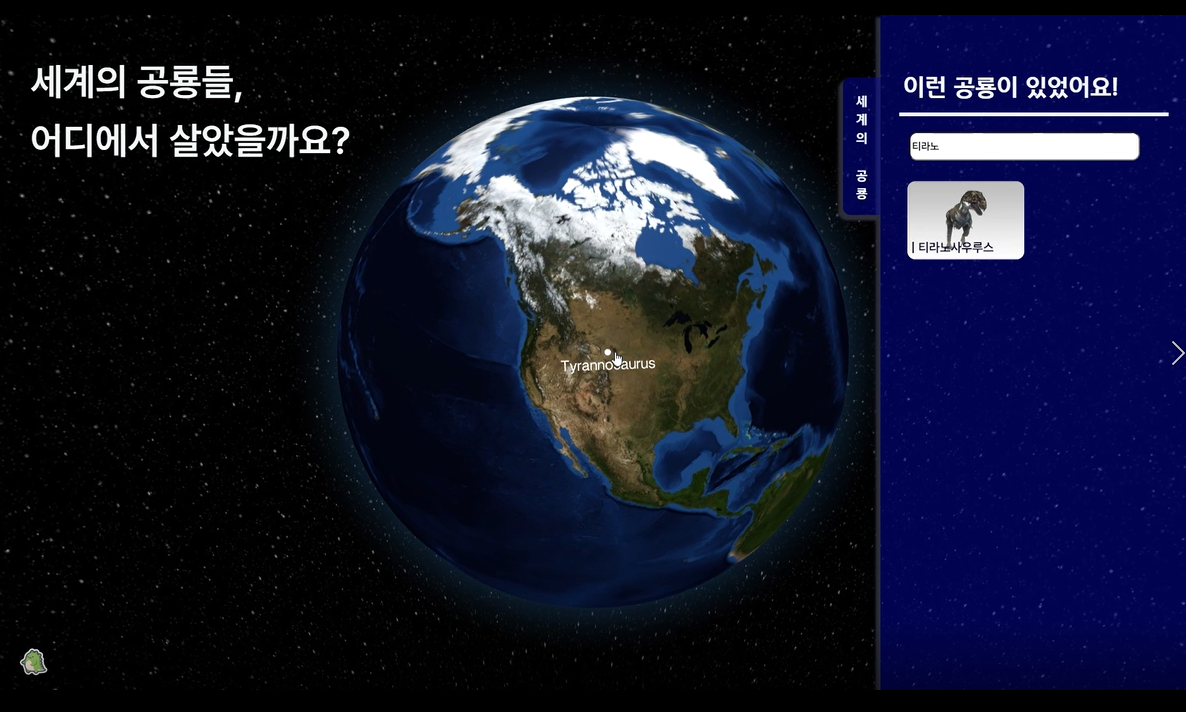 세계의 공룡들,
어디에서 살았을까요?
Tyrannosaurus
세계의 공룡
이런 공룡이 있었어요!
티라노
| 티라노사우루스